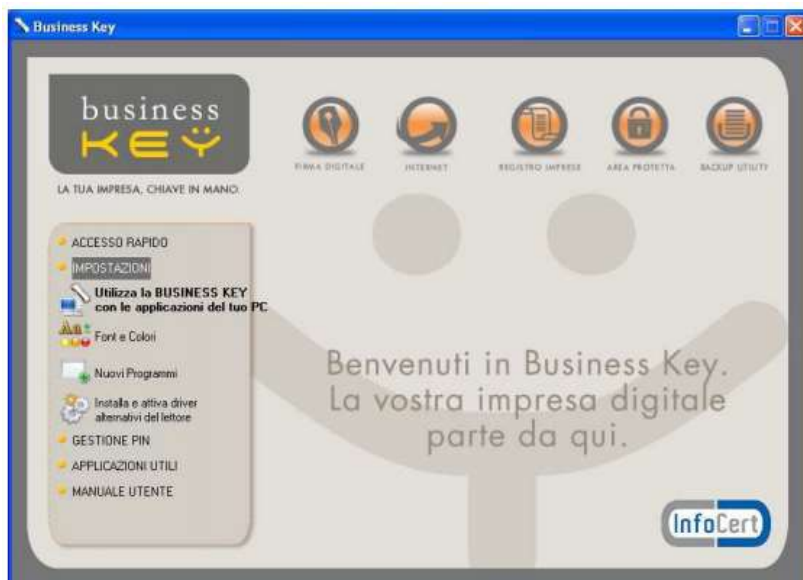 Business Key
business
KEŸ
LA TUA IMPRESA, CHIAVE IN MANO.
FIRMA DIGITALE
INTERNET
REGISTRO IMPRESE
AREA PROTETTA
BACKUP UTILITY
ACCESSO RAPIDO
IMPOSTAZIONI
Utilizza la BUSINESS KEY
con le applicazioni del tuo PC
Font e Colori
Nuovi Programmi
Installa e attiva driver
alternativi del lettore
GESTIONE PIN
APPLICAZIONI UTILI
MANUALE UTENTE
Benvenuti in Business Key.
La vostra impresa digitale
parte da qui.
InfoCert